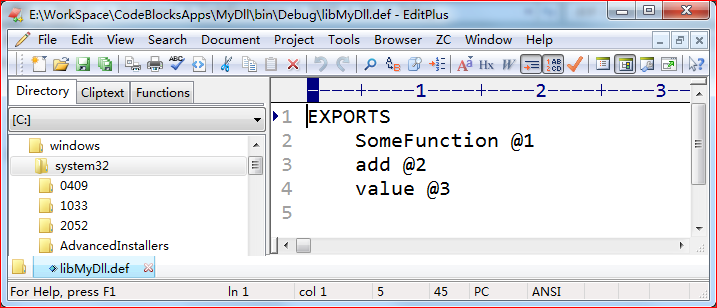 E:\WorkSpace\CodeBlocksApps\MyDll\bin\Debug\libMyDll.def - EditPlus
File Edit View Search Document Project Tools Browser ZC Window Help
Directory Cliptext Functions
[C:]
windows
system32
0409
1033
2052
AdvancedInstallers
----+----1----+----2----+----3--
1 EXPORTS
2 SomeFunction @1
3 add @2
4 value @3
5
libMyDll.def
For Help, press F1 ln 1 col 1 5 45 PC ANSI